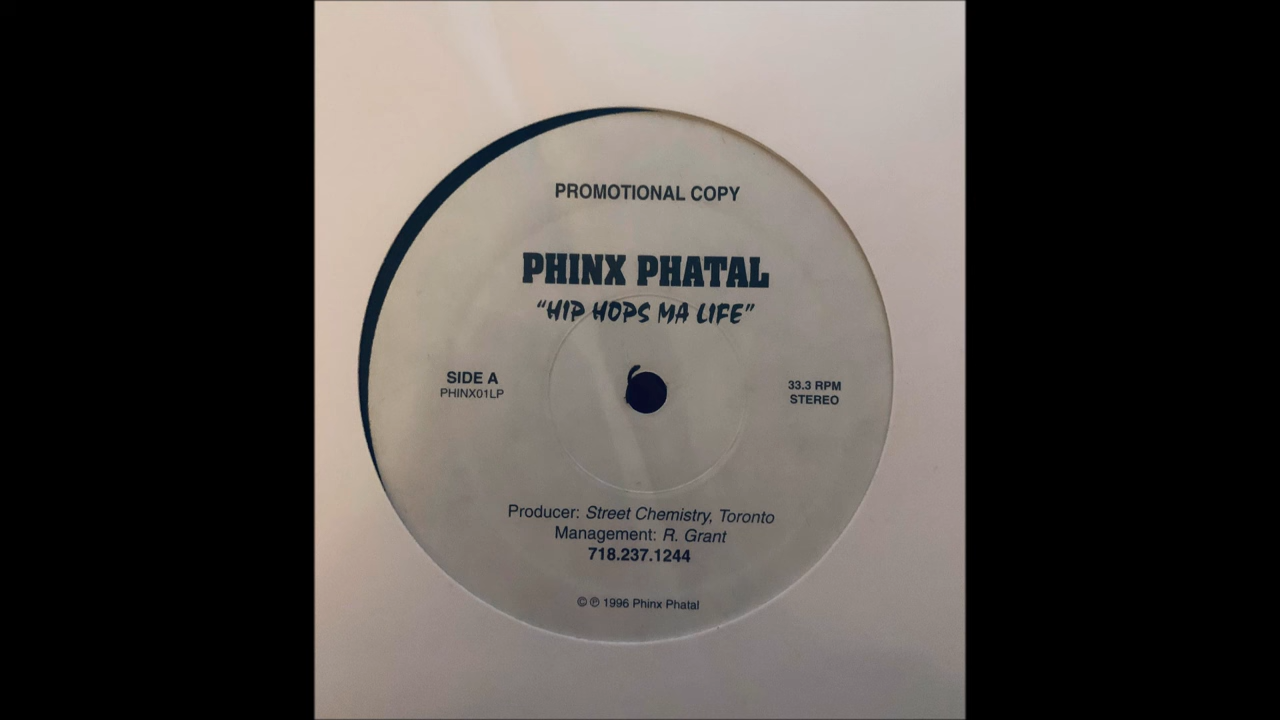 PROMOTIONAL COPY
PHINX PHATAL
"HIP HOPS MA LIFE"
SIDE A
PHINX01LP
33.3 RPM
STEREO
Producer: Street Chemistry, Toronto
Management: R. Grant
718.237.1244
© ℗ 1996 Phinx Phatal